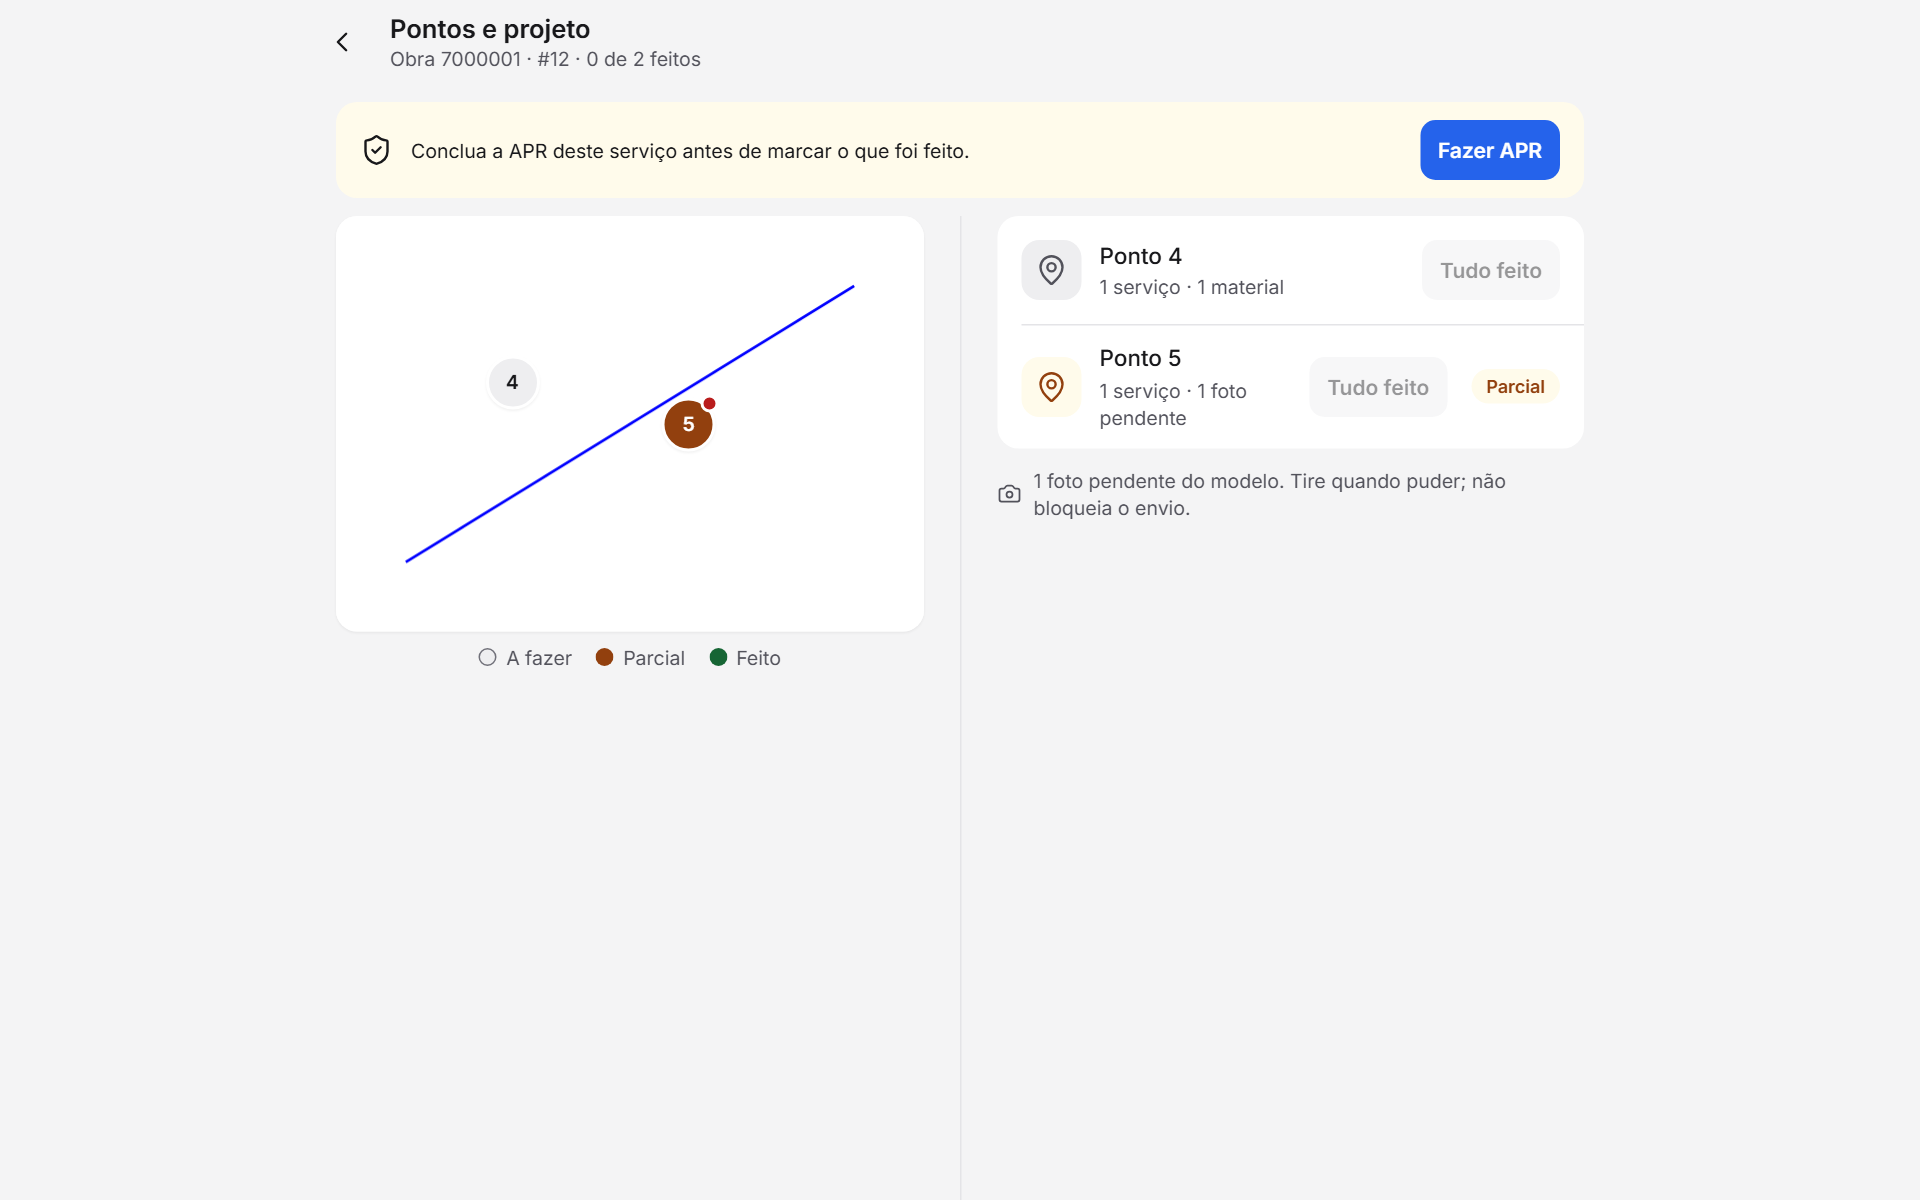 Pontos e projeto
Obra 7000001 · #12 · 0 de 2 feitos
Conclua a APR deste serviço antes de marcar o que foi feito.
Fazer APR
4
5
A fazer
Parcial
Feito
Ponto 4
1 serviço · 1 material
Tudo feito
Ponto 5
1 serviço · 1 foto
pendente
Tudo feito
Parcial
1 foto pendente do modelo. Tire quando puder; não
bloqueia o envio.